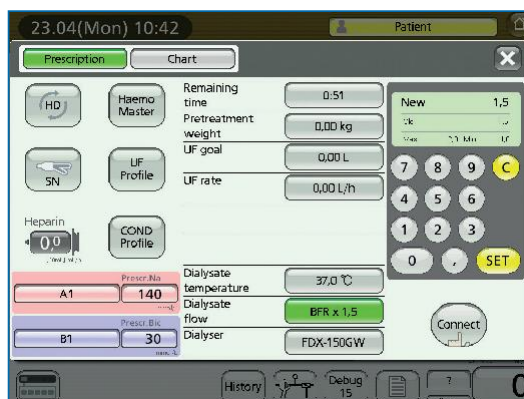 23.04(Mon) 10:42
Patient
Prescription
Chart
HD
Haemo
Master
SN
UF
Profile
Heparin
0,0
COND
Profile
Prescr.Na
A1
140
Prescr.Bic
B1
30
Remaining
time
0:51
Pretreatment
weight
0,00 kg
UF goal
0,00 L
UF rate
0,00 L/h
Dialysate
temperature
37,0 °C
Dialysate
flow
BFR x 1,5
Dialyser
FDX-150GW
New 1,5
7 8 9 C
4 5 6
1 2 3
0 , SET
Connect
History
Debug
15
?
0